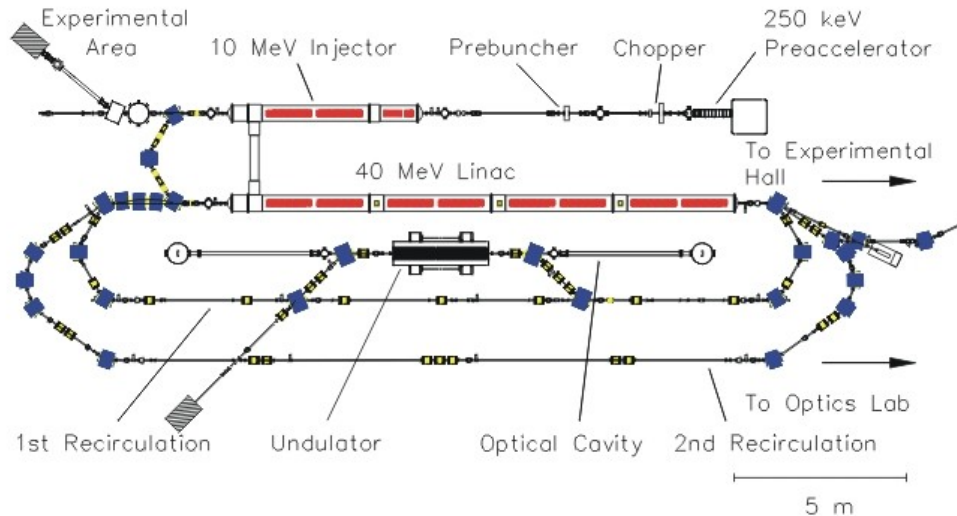 Experimental
Area
10 MeV Injector
Prebuncher
Chopper
250 keV
Preaccelerator
40 MeV Linac
To Experimental
Hall
To Optics Lab
1st Recirculation
Undulator
Optical Cavity
2nd Recirculation
5 m